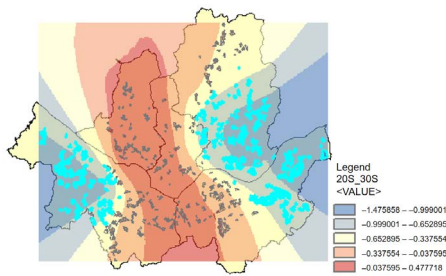 Legend
20S_30S
<VALUE>
-1.475858 - -0.999001
-0.999001 - -0.652895
-0.652895 - -0.337554
-0.337554 - -0.037595
-0.037595 - 0.477718